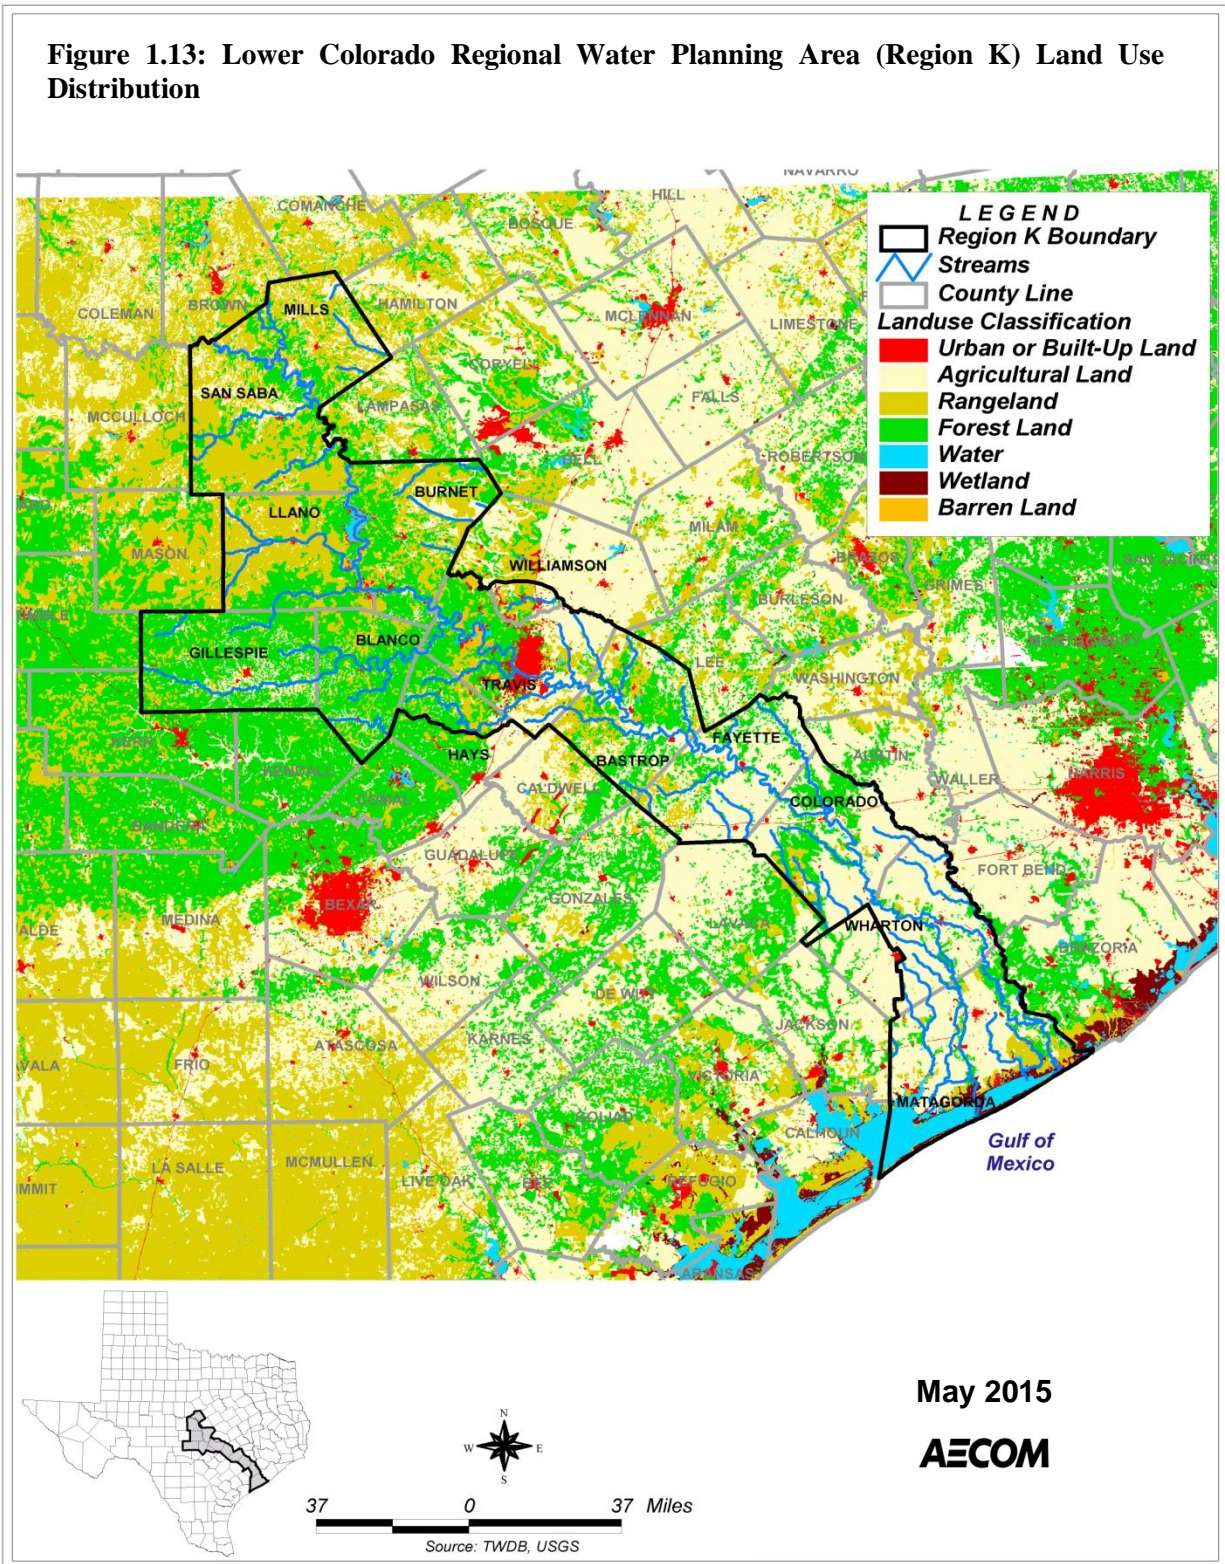 Figure 1.13: Lower Colorado Regional Water Planning Area (Region K) Land Use
Distribution
NAVARRO
HILL
COMANCHE
BOSQUE
LEGEND
Region K Boundary
Streams
County Line
Landuse Classification
Urban or Built-Up Land
Agricultural Land
Rangeland
Forest Land
Water
Wetland
Barren Land
BROWN
MILLS
HAMILTON
COLEMAN
MCLENNAN
LIMESTONE
CORYELL
SAN SABA
MCCULLOCH
LAMPASAS
FALLS
BELL
ROBERTSON
BURNET
LLANO
MASON
MILAM
BRAZOS
SAN JACINTO
WILLIAMSON
GRIMES
BURLESON
MONTGOMERY
BLANCO
GILLESPIE
LEE
WASHINGTON
TRAVIS
KERR
FAYETTE
HAYS
BASTROP
AUSTIN
KENDALL
WALLER
HARRIS
CALDWELL
COMAL
COLORADO
BANDERA
GUADALUPE
FORT BEND
GONZALES
BEXAR
MEDINA
LAVACA
WHARTON
ALDE
BRAZORIA
WILSON
DE WITT
JACKSON
KARNES
ATASCOSA
FRIO
AVALA
VICTORIA
MATAGORDA
GOLIAD
CALHOUN
Gulf of
Mexico
LA SALLE
MCMULLEN
LIVE OAK
BEE
REFUGIO
MMIT
ARANSAS
May 2015
AECOM
N
W E
S
37 0 37 Miles
Source: TWDB, USGS